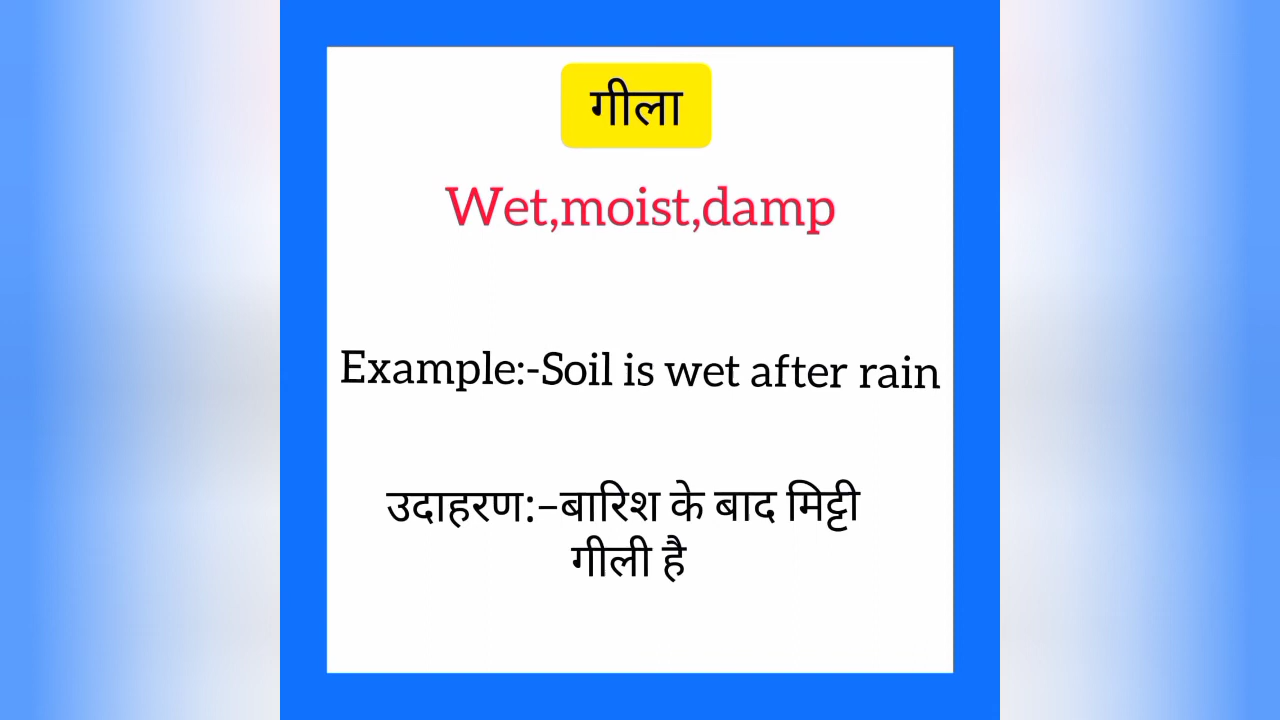 गीला
Wet,moist,damp
Example:-Soil is wet after rain
उदाहरण:–बारिश के बाद मिट्टी
गीली है